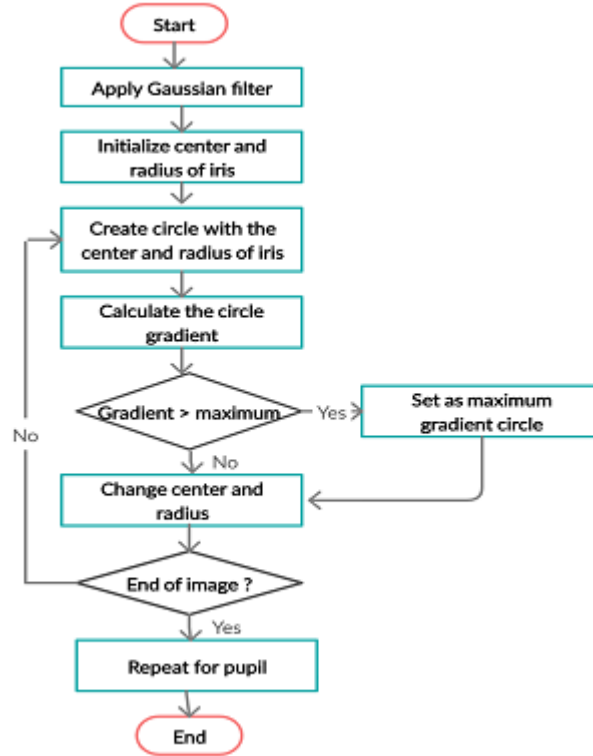 Start
Apply Gaussian filter
Initialize center and
radius of iris
Create circle with the
center and radius of iris
Calculate the circle
gradient
Gradient > maximum
Yes
Set as maximum
gradient circle
No
No
Change center and
radius
End of image ?
Yes
Repeat for pupil
End